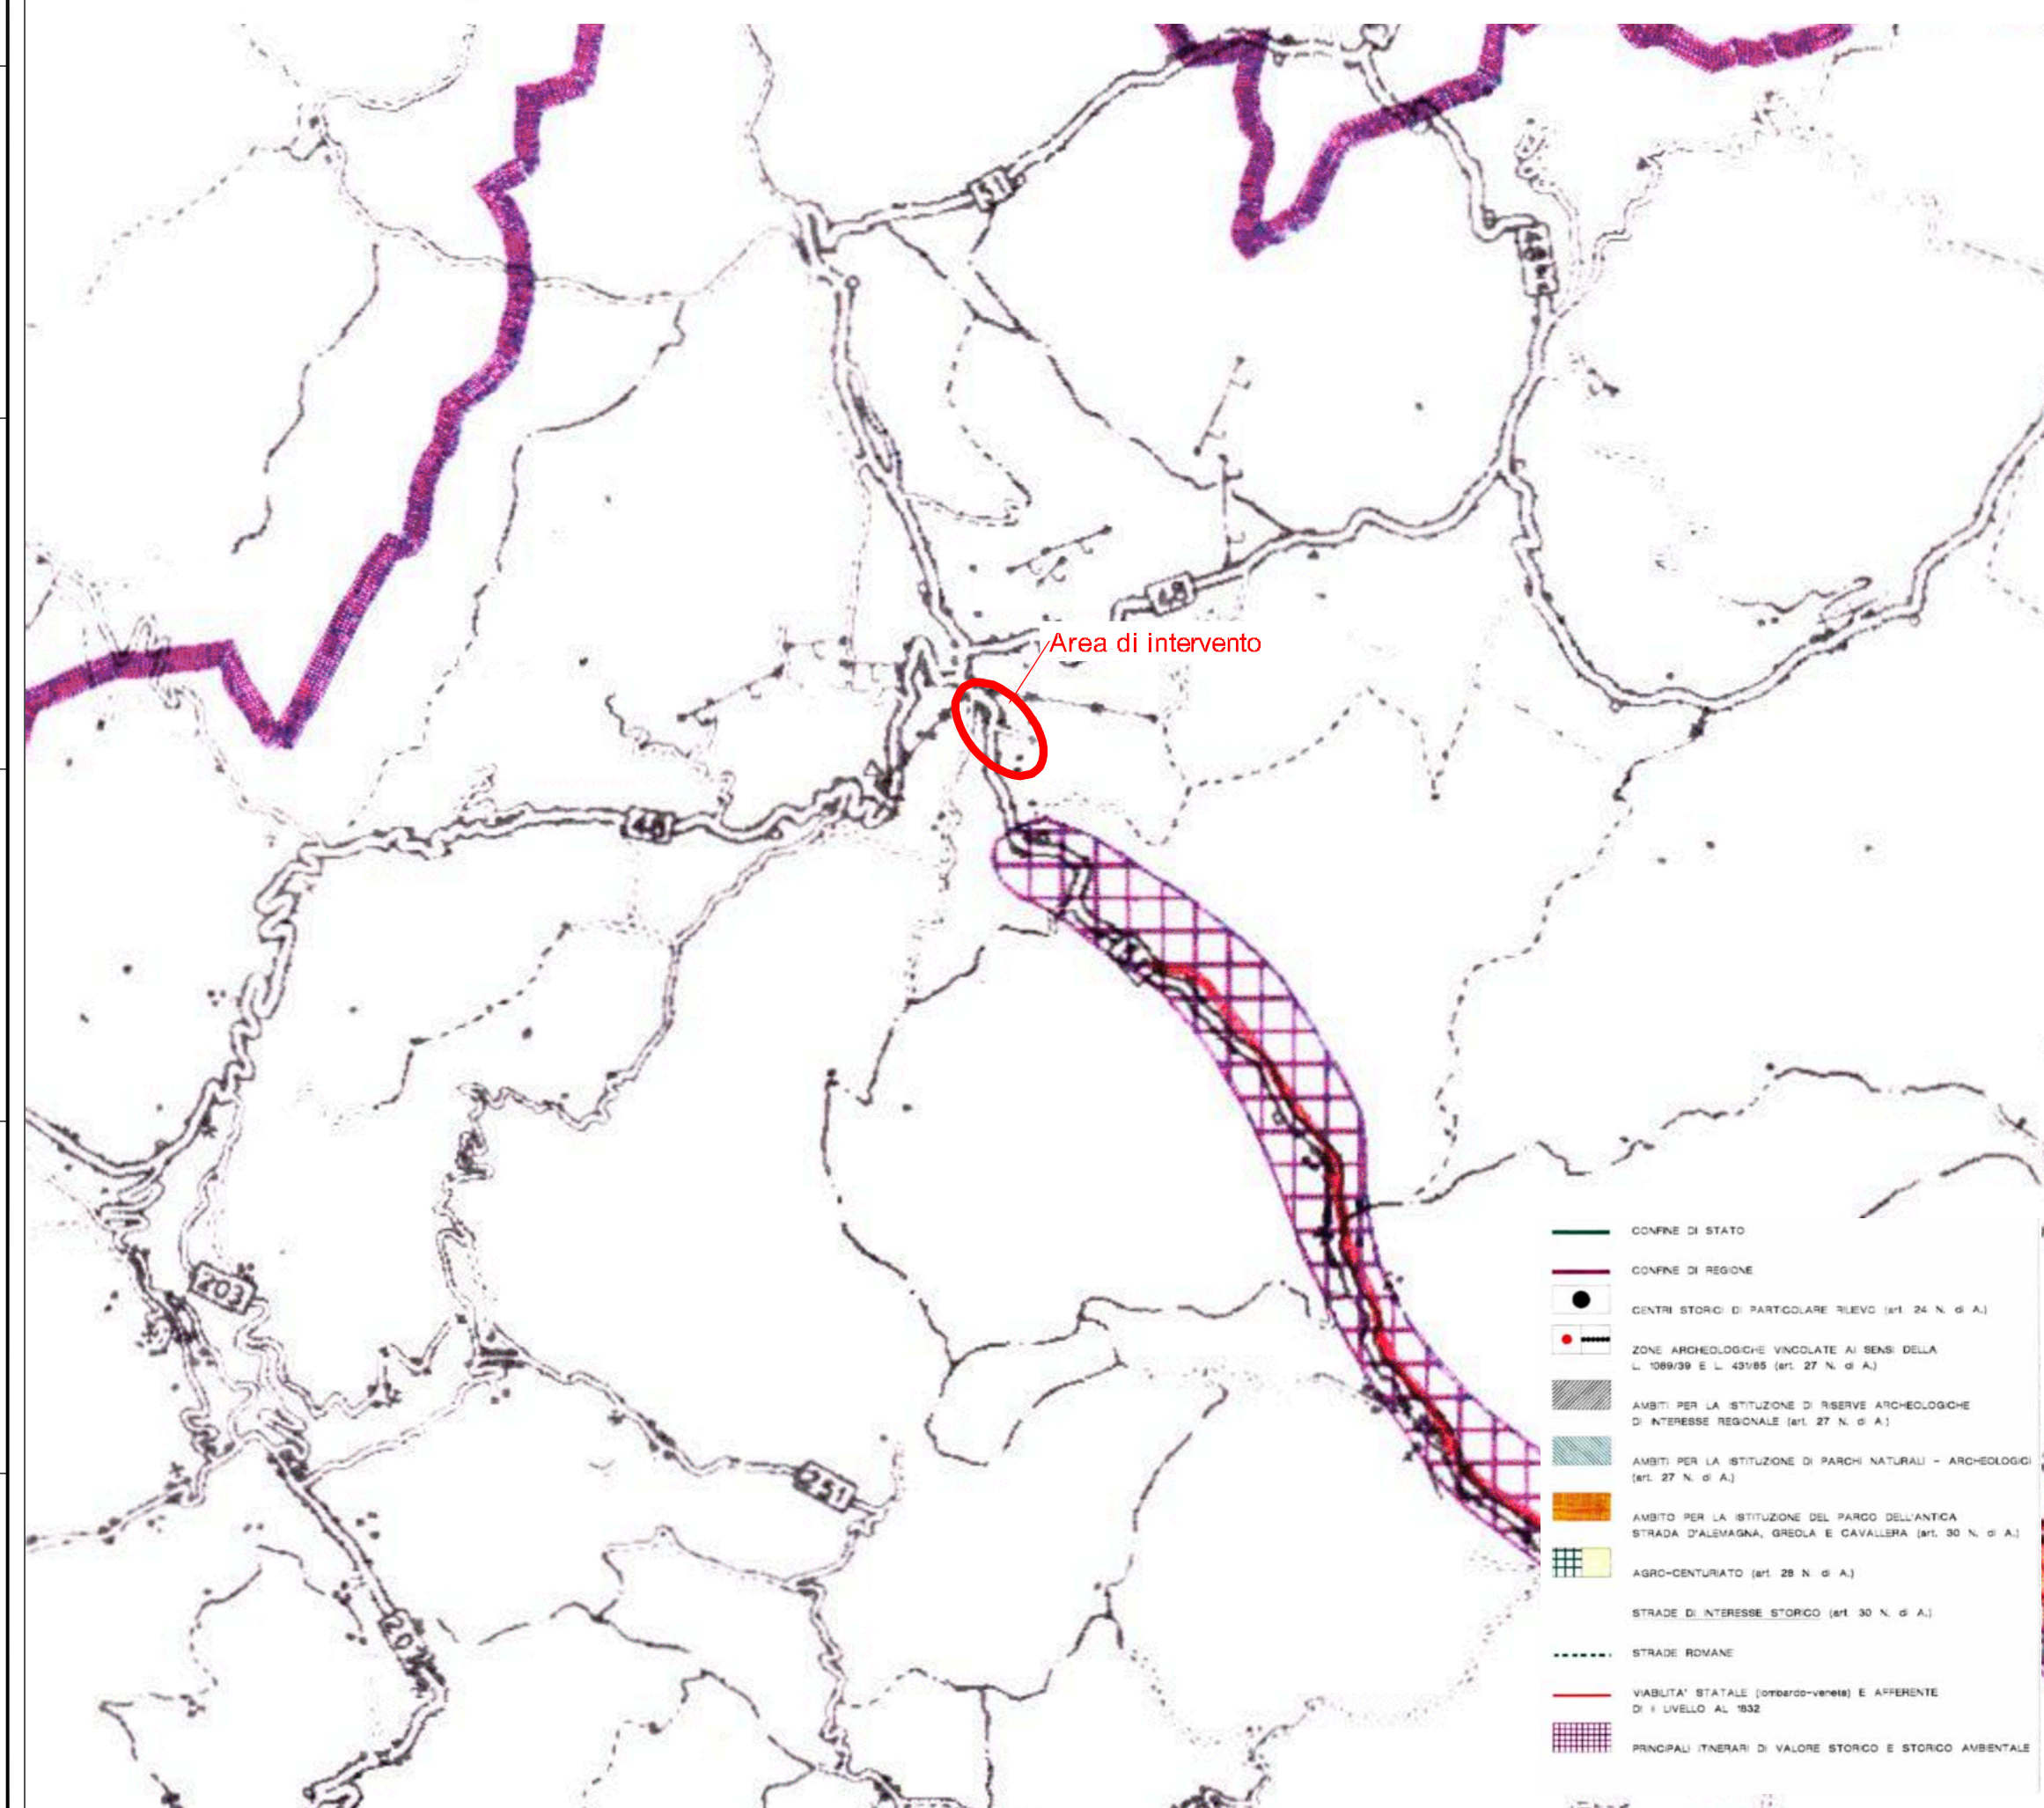 51
48
Area di intervento
48
203
251
CONFINE DI STATO
CONFINE DI REGIONE
CENTRI STORICI DI PARTICOLARE RILIEVO (art. 24 N. di A.)
ZONE ARCHEOLOGICHE VINCOLATE AI SENSI DELLA
L. 1089/39 E L. 431/85 (art. 27 N. di A.)
AMBITI PER LA ISTITUZIONE DI RISERVE ARCHEOLOGICHE
DI INTERESSE REGIONALE (art. 27 N. di A.)
AMBITI PER LA ISTITUZIONE DI PARCHI NATURALI - ARCHEOLOGICI
(art. 27 N. di A.)
AMBITO PER LA ISTITUZIONE DEL PARCO DELL'ANTICA
STRADA D'ALEMAGNA, GREOLA E CAVALLERA (art. 30 N. di A.)
AGRO-CENTURIATO (art. 28 N. di A.)
STRADE DI INTERESSE STORICO (art. 30 N. di A.)
STRADE ROMANE
VIABILITA' STATALE (lombardo-veneta) E AFFERENTE
DI I LIVELLO AL 1832
PRINCIPALI ITINERARI DI VALORE STORICO E STORICO AMBIENTALE